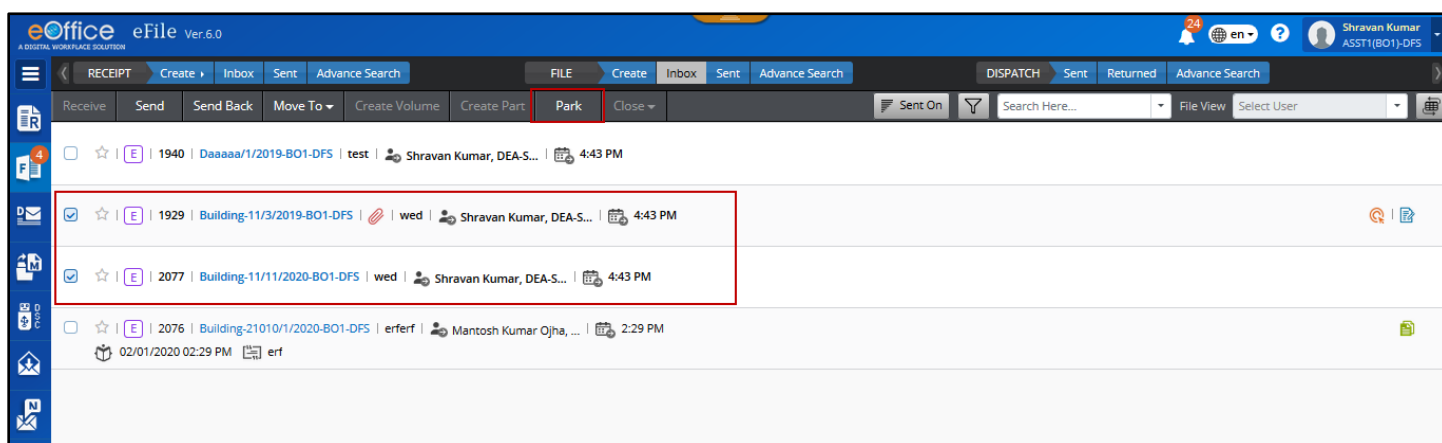 eOffice eFile Ver.6.0 24 en ? Shravan Kumar
A DIGITAL WORKPLACE SOLUTION ASST1(BO1)-DFS
RECEIPT Create Inbox Sent Advance Search FILE Create Inbox Sent Advance Search DISPATCH Sent Returned Advance Search
Receive Send Send Back Move To Create Volume Create Part Park Close Sent On Search Here... File View Select User
R
4
F
E | 1940 | Daaaaa/1/2019-BO1-DFS | test | Shravan Kumar, DEA-S... | 4:43 PM
D
E | 1929 | Building-11/3/2019-BO1-DFS | | wed | Shravan Kumar, DEA-S... | 4:43 PM
M
E | 2077 | Building-11/11/2020-BO1-DFS | wed | Shravan Kumar, DEA-S... | 4:43 PM
DSC
E | 2076 | Building-21010/1/2020-BO1-DFS | erferf | Mantosh Kumar Ojha, ... | 2:29 PM
02/01/2020 02:29 PM erf
N